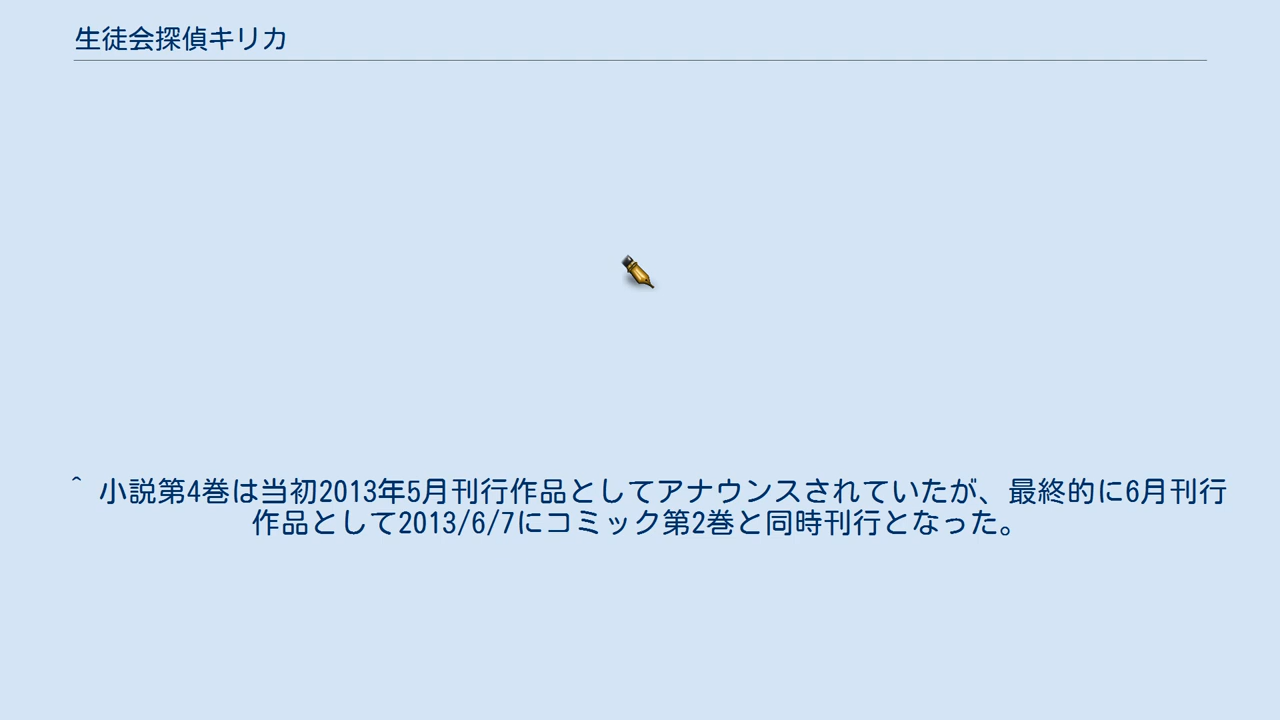 生徒会探偵キリカ
^ 小説第4巻は当初2013年5月刊行作品としてアナウンスされていたが、最終的に6月刊行
作品として2013/6/7にコミック第2巻と同時刊行となった。